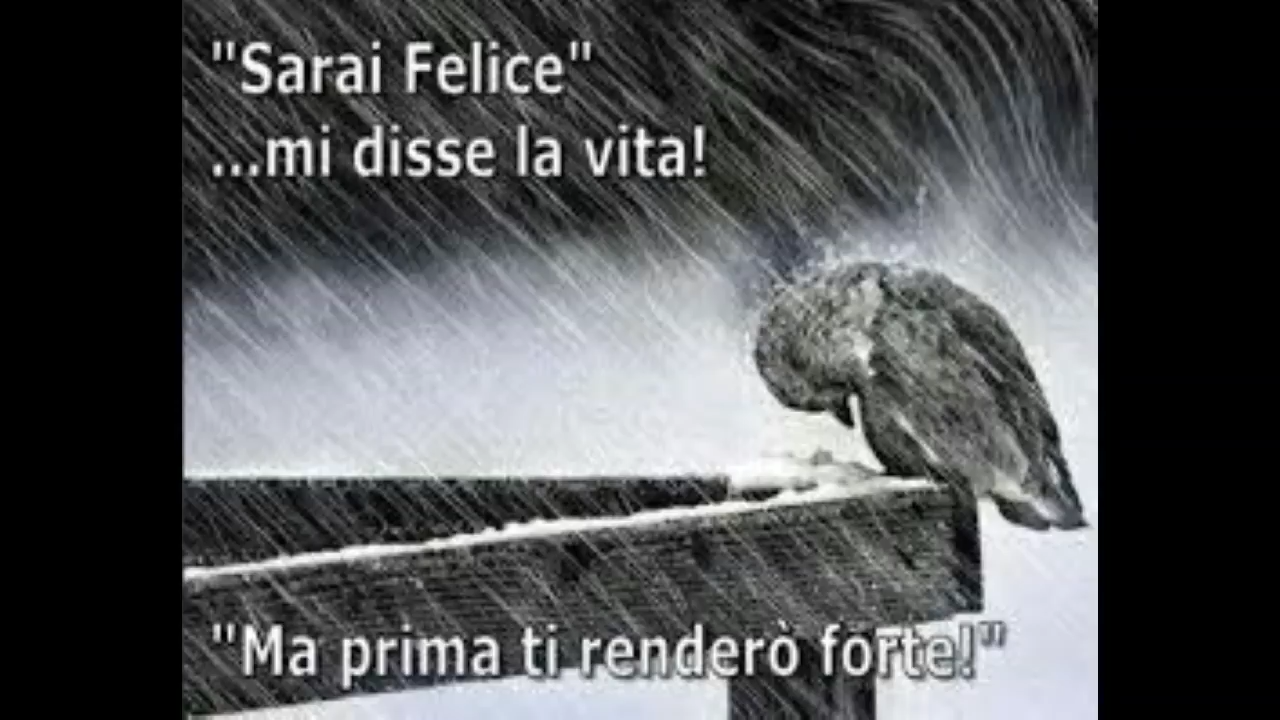 "Sarai Felice"
...mi disse la vita!
"Ma prima ti renderò forte!"